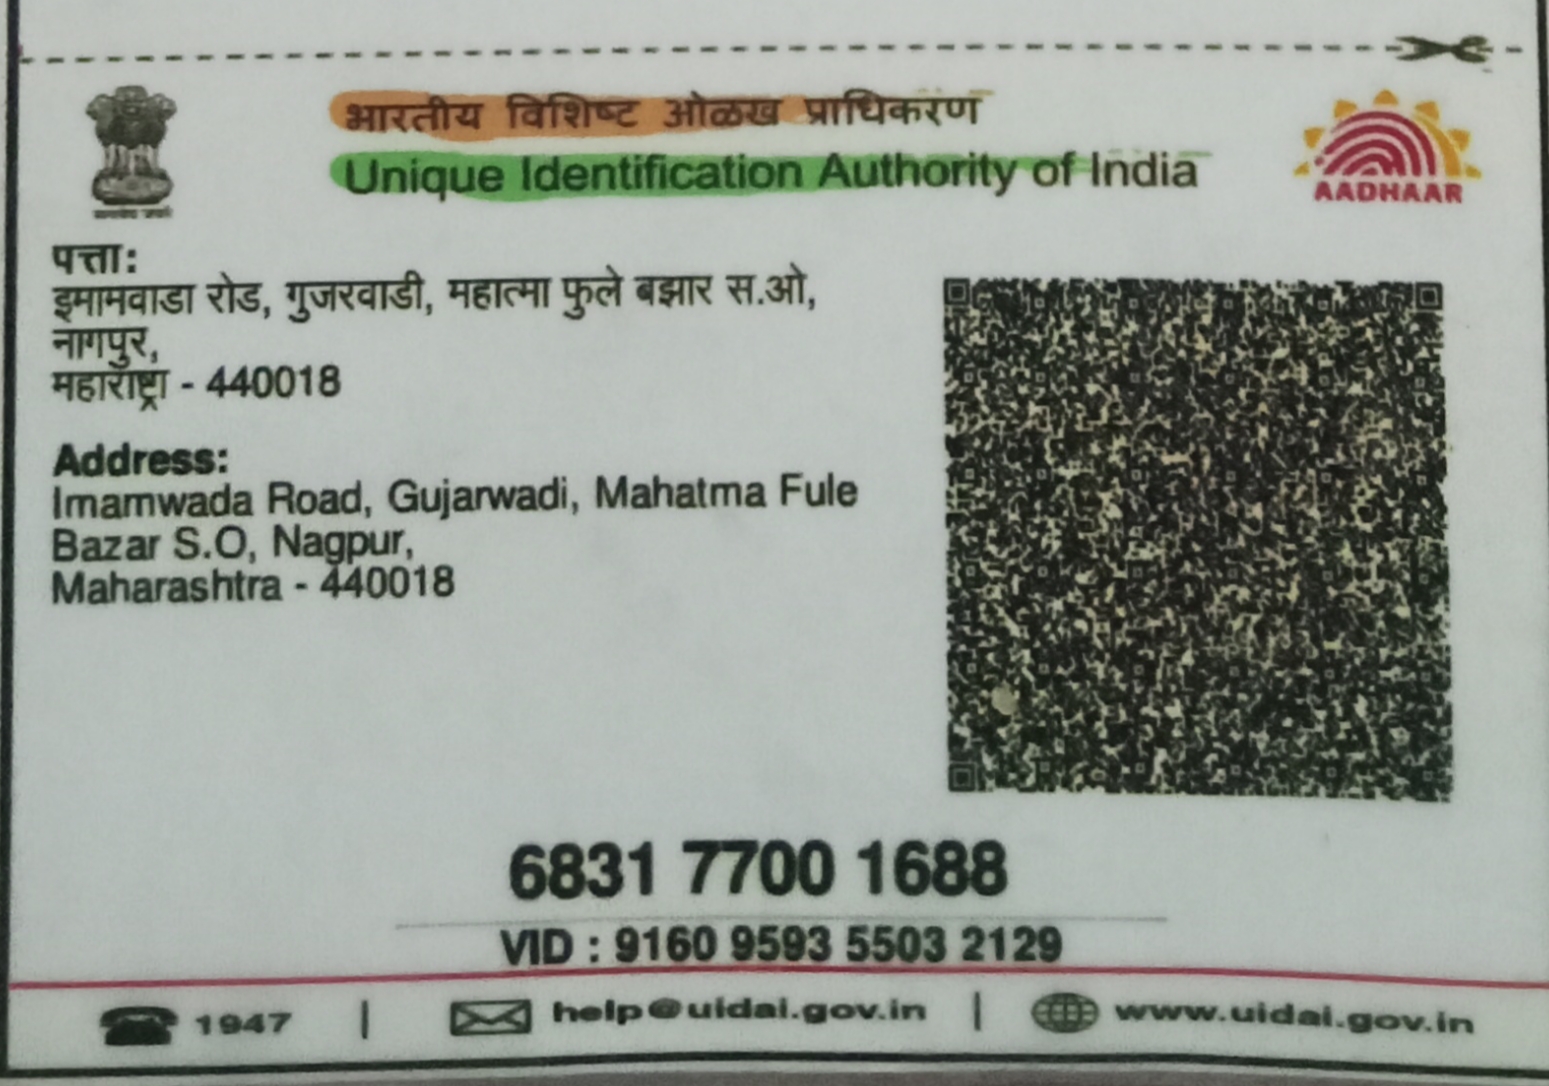 भारतीय विशिष्ट ओळख प्राधिकरण
Unique Identification Authority of India
AADHAAR
पत्ता:
इमामवाडा रोड, गुजरवाडी, महात्मा फुले बझार स.ओ,
नागपुर,
महाराष्ट्रा - 440018
Address:
Imamwada Road, Gujarwadi, Mahatma Fule
Bazar S.O, Nagpur,
Maharashtra - 440018
6831 7700 1688
VID : 9160 9593 5503 2129
1947 | help@uidai.gov.in | www.uidai.gov.in